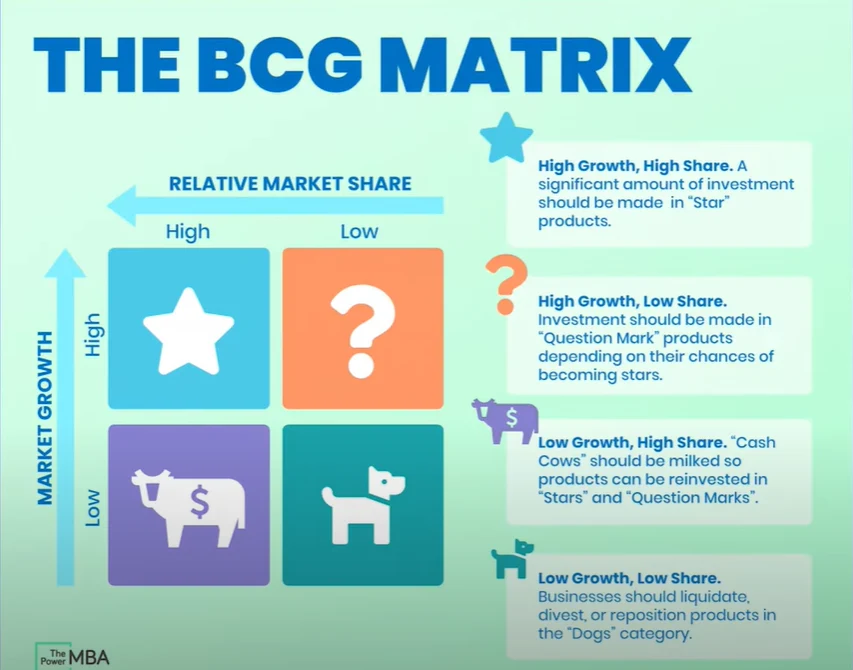 THE BCG MATRIX
RELATIVE MARKET SHARE
High
Low
MARKET GROWTH
High
Low
$
High Growth, High Share. A
significant amount of investment
should be made in “Star”
products.
?
High Growth, Low Share.
Investment should be made in
“Question Mark” products
depending on their chances of
becoming stars.
?
$
Low Growth, High Share. “Cash
Cows” should be milked so
products can be reinvested in
“Stars” and “Question Marks”.
Low Growth, Low Share.
Businesses should liquidate,
divest, or reposition products in
the “Dogs” category.
The
Power MBA